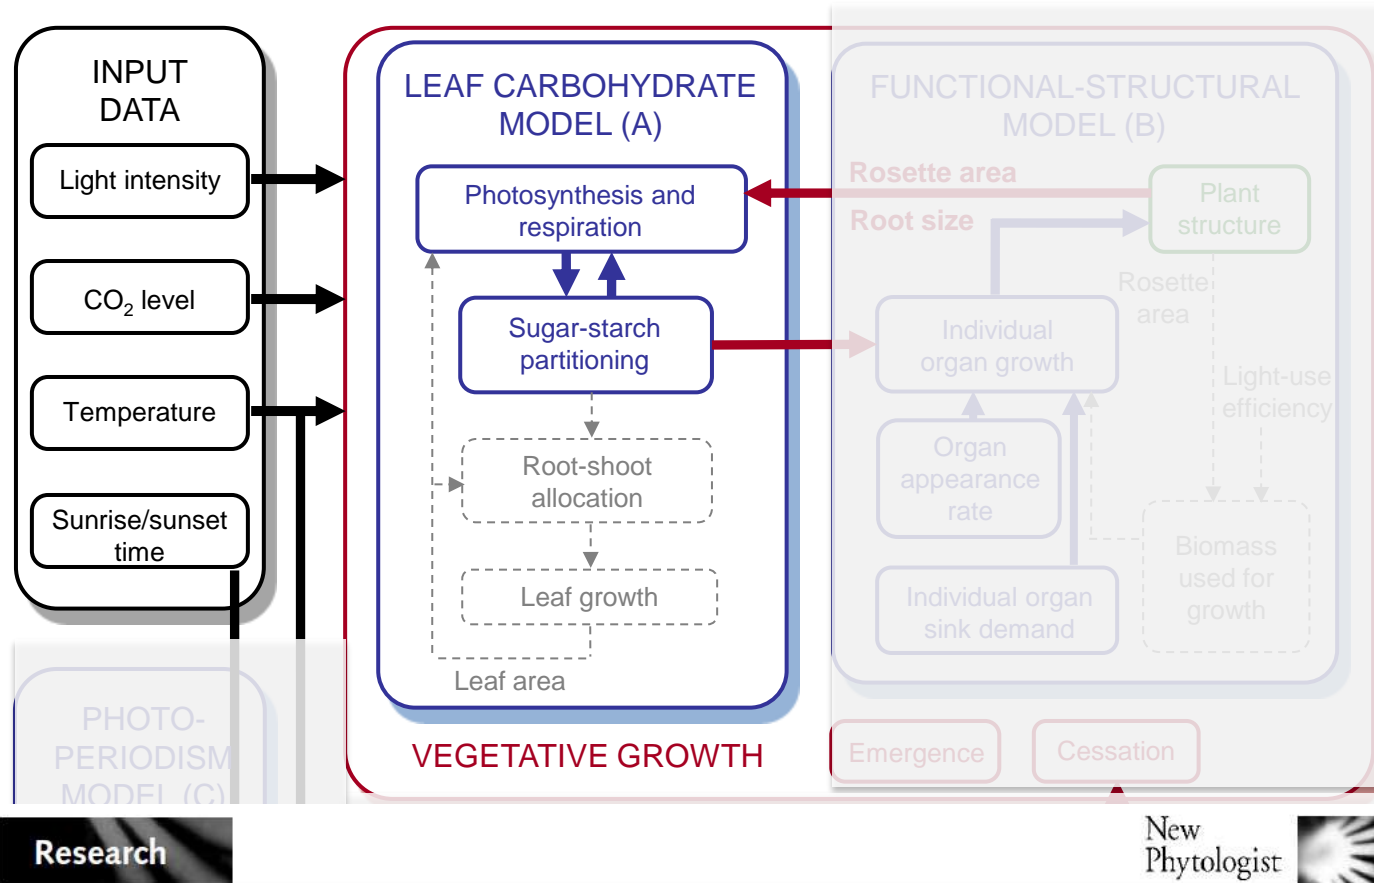 INPUT
DATA
Light intensity
CO₂ level
Temperature
Sunrise/sunset
time
LEAF CARBOHYDRATE
MODEL (A)
Photosynthesis and
respiration
Sugar-starch
partitioning
Root-shoot
allocation
Leaf growth
Leaf area
FUNCTIONAL-STRUCTURAL
MODEL (B)
Rosette area
Root size
Plant
structure
Rosette
area
Individual
organ growth
Light-use
efficiency
Organ
appearance
rate
Biomass
used for
growth
Individual organ
sink demand
PHOTO-
PERIODISM
MODEL (C)
VEGETATIVE GROWTH
Emergence
Cessation
Research
New
Phytologist